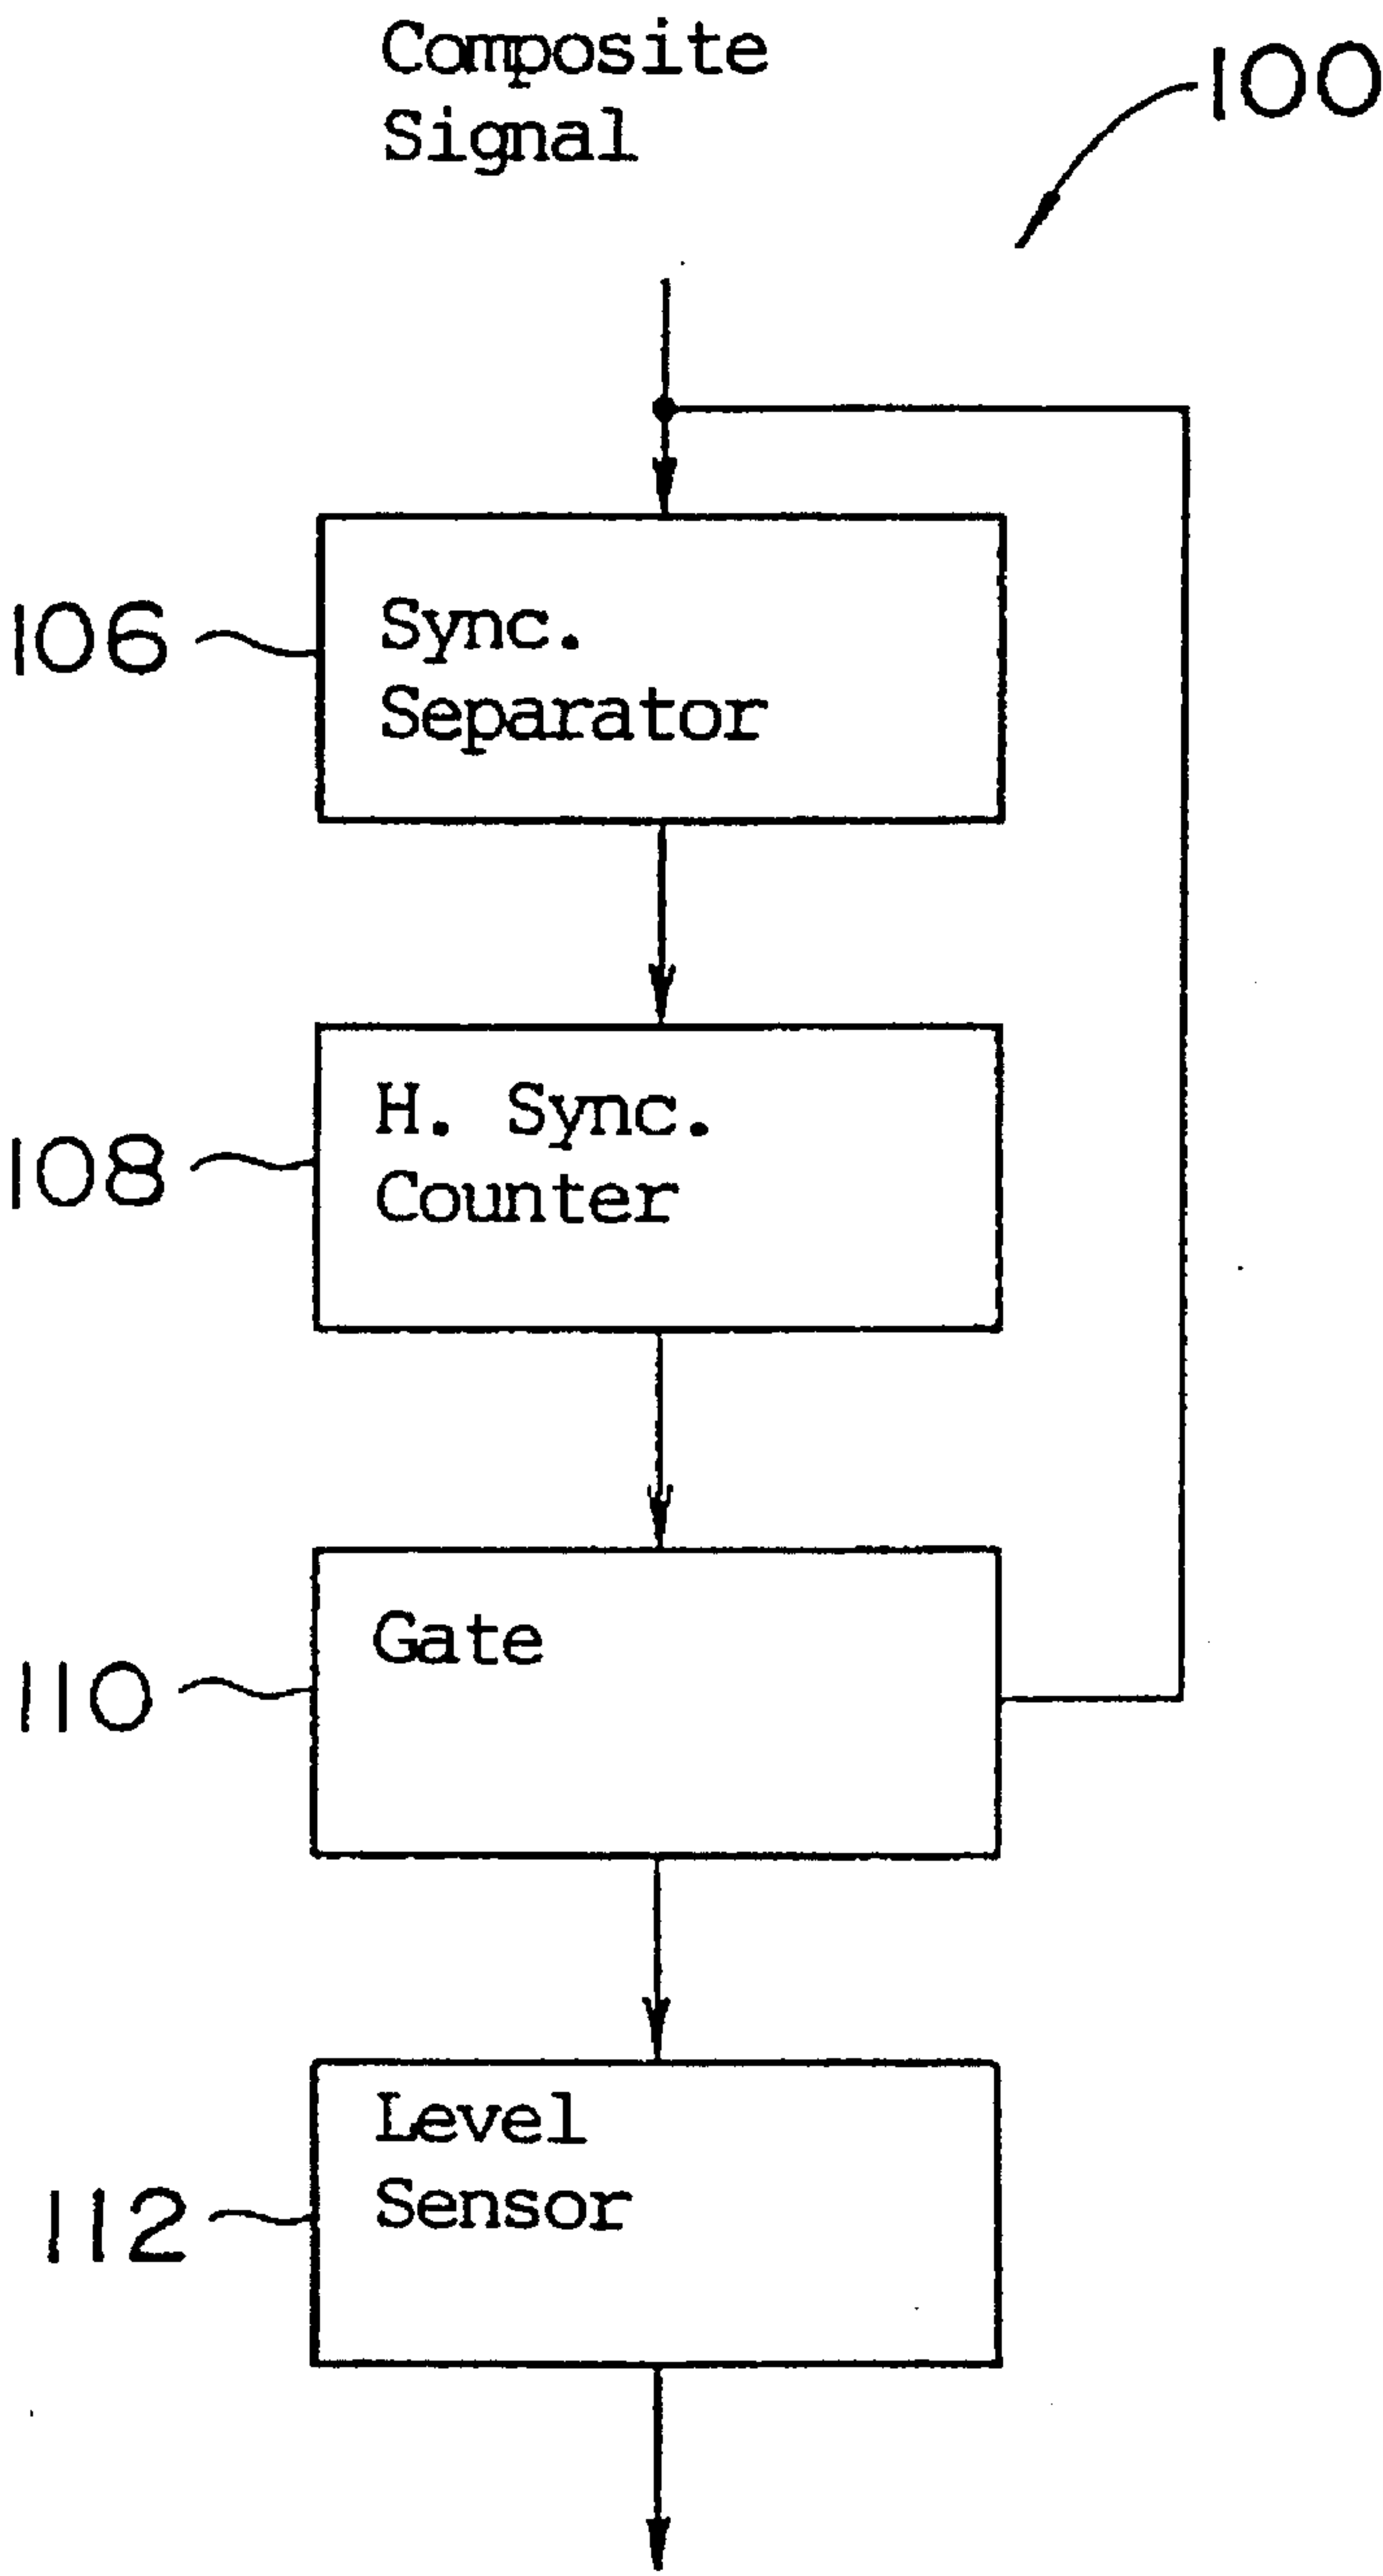 Composite
Signal
100
106
Sync.
Separator
108
H. Sync.
Counter
110
Gate
112
Level
Sensor